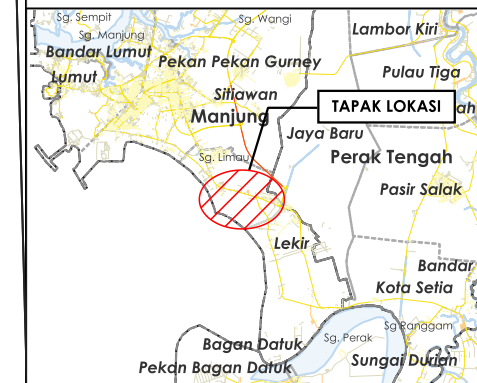 Sg. Sempit
Sg. Wangi
Lambor Kiri
Sg. Manjung
Bandar Lumut
Pekan Pekan Gurney
Lumut
Pulau Tiga
Sitiawan
TAPAK LOKASI
ah
Manjung
Jaya Baru
Sg. Limau
Perak Tengah
Pasir Salak
Lekir
Bandar
Kota Setia
Sg Ranggam
Sg. Perak
Bagan Datuk
Sungai Durian
Pekan Bagan Datuk